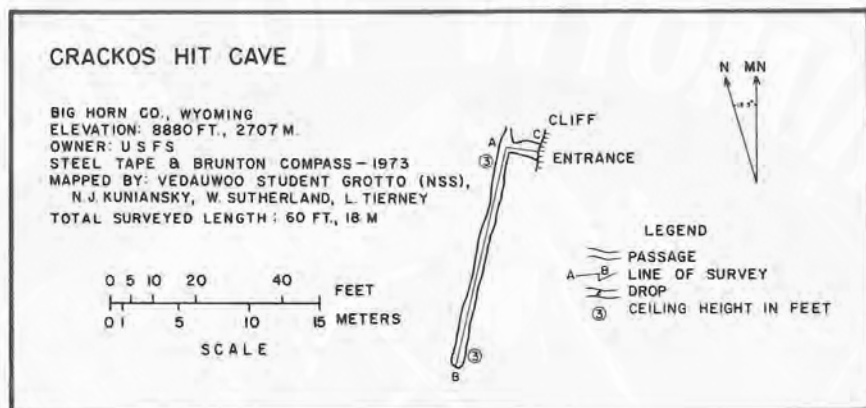 CRACKOS HIT CAVE
BIG HORN CO., WYOMING
ELEVATION: 8880 FT., 2707 M.
OWNER: U S F S
STEEL TAPE & BRUNTON COMPASS — 1973
MAPPED BY: VEDAUWOO STUDENT GROTTO (NSS),
N. J. KUNIANSKY, W. SUTHERLAND, L. TIERNEY
TOTAL SURVEYED LENGTH : 60 FT., 18 M
0 5 10 20 40 FEET
0 1 5 10 15 METERS
SCALE
A
C
CLIFF
ENTRANCE
3
3
B
N MN
LEGEND
PASSAGE
A B LINE OF SURVEY
DROP
3 CEILING HEIGHT IN FEET